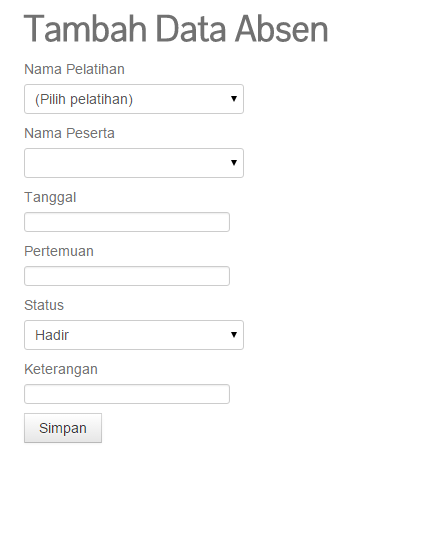 Tambah Data Absen
Nama Pelatihan
(Pilih pelatihan)
Nama Peserta
Tanggal
Pertemuan
Status
Hadir
Keterangan
Simpan